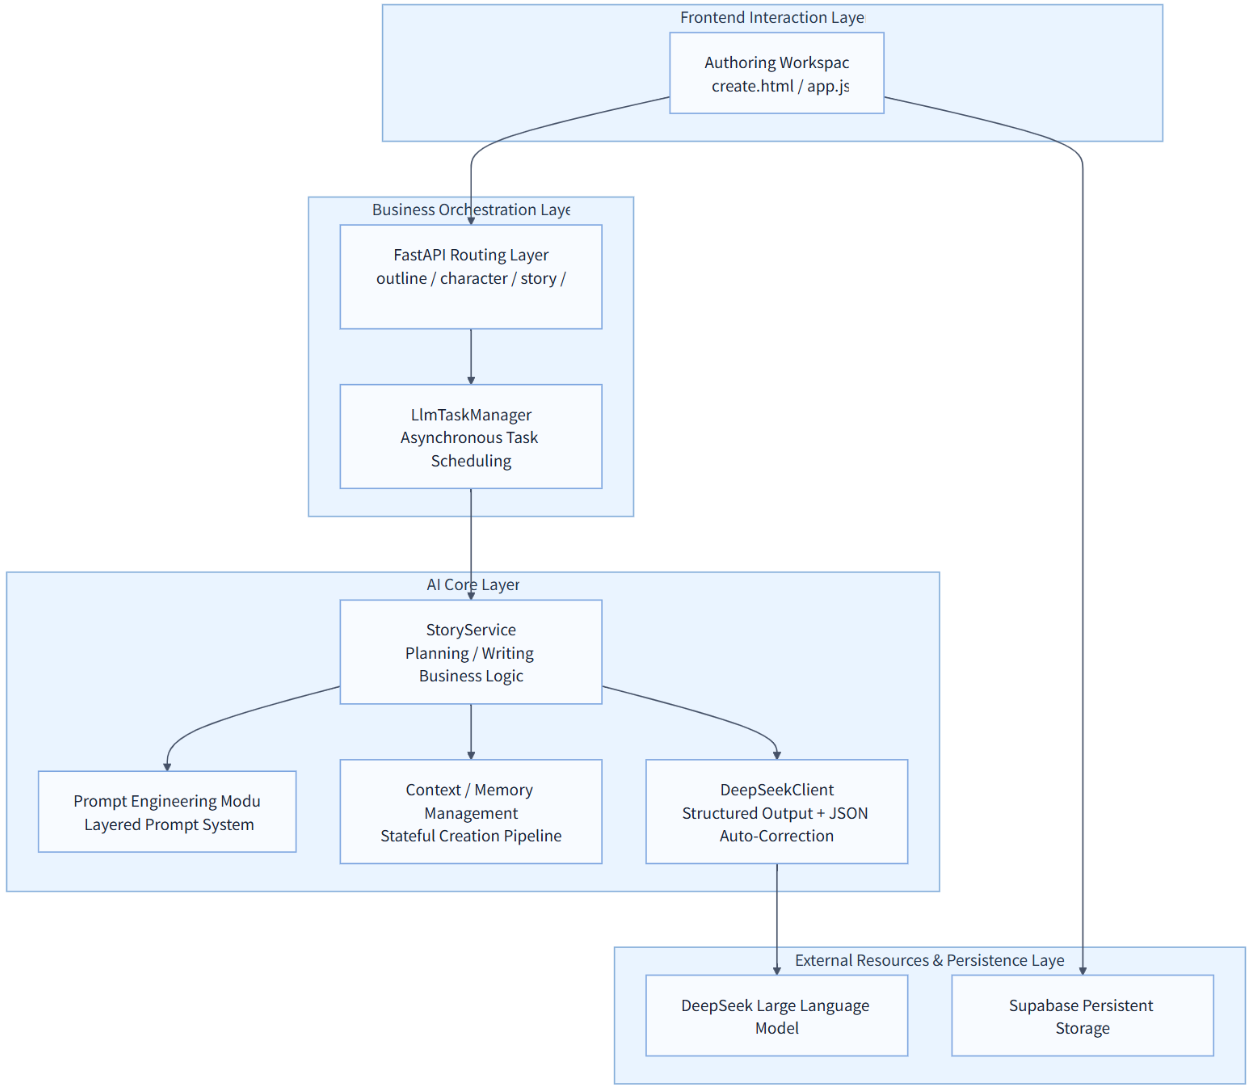 Frontend Interaction Laye
Authoring Workspac
create.html / app.js
Business Orchestration Laye
FastAPI Routing Layer
outline / character / story /
LlmTaskManager
Asynchronous Task
Scheduling
AI Core Layer
StoryService
Planning / Writing
Business Logic
Prompt Engineering Modu
Layered Prompt System
Context / Memory
Management
Stateful Creation Pipeline
DeepSeekClient
Structured Output + JSON
Auto-Correction
External Resources & Persistence Laye
DeepSeek Large Language
Model
Supabase Persistent
Storage